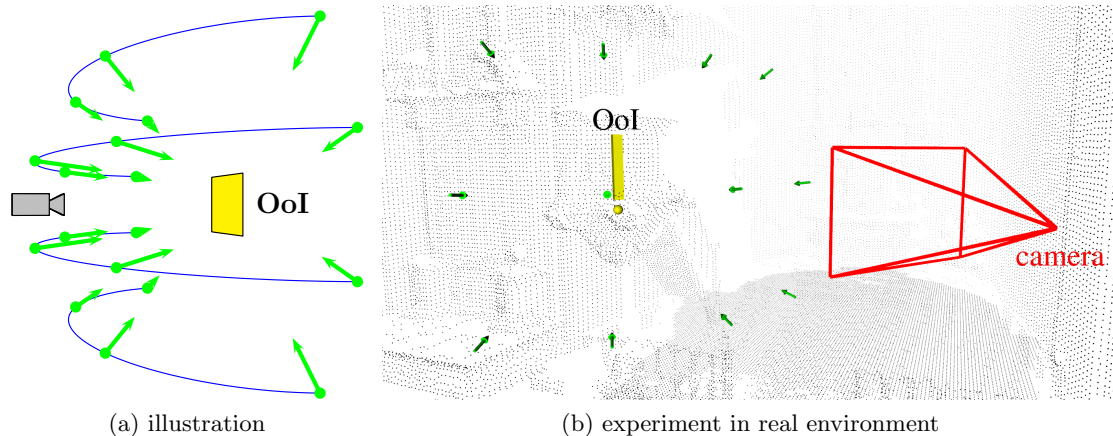 OoI
OoI
camera
(a) illustration
(b) experiment in real environment